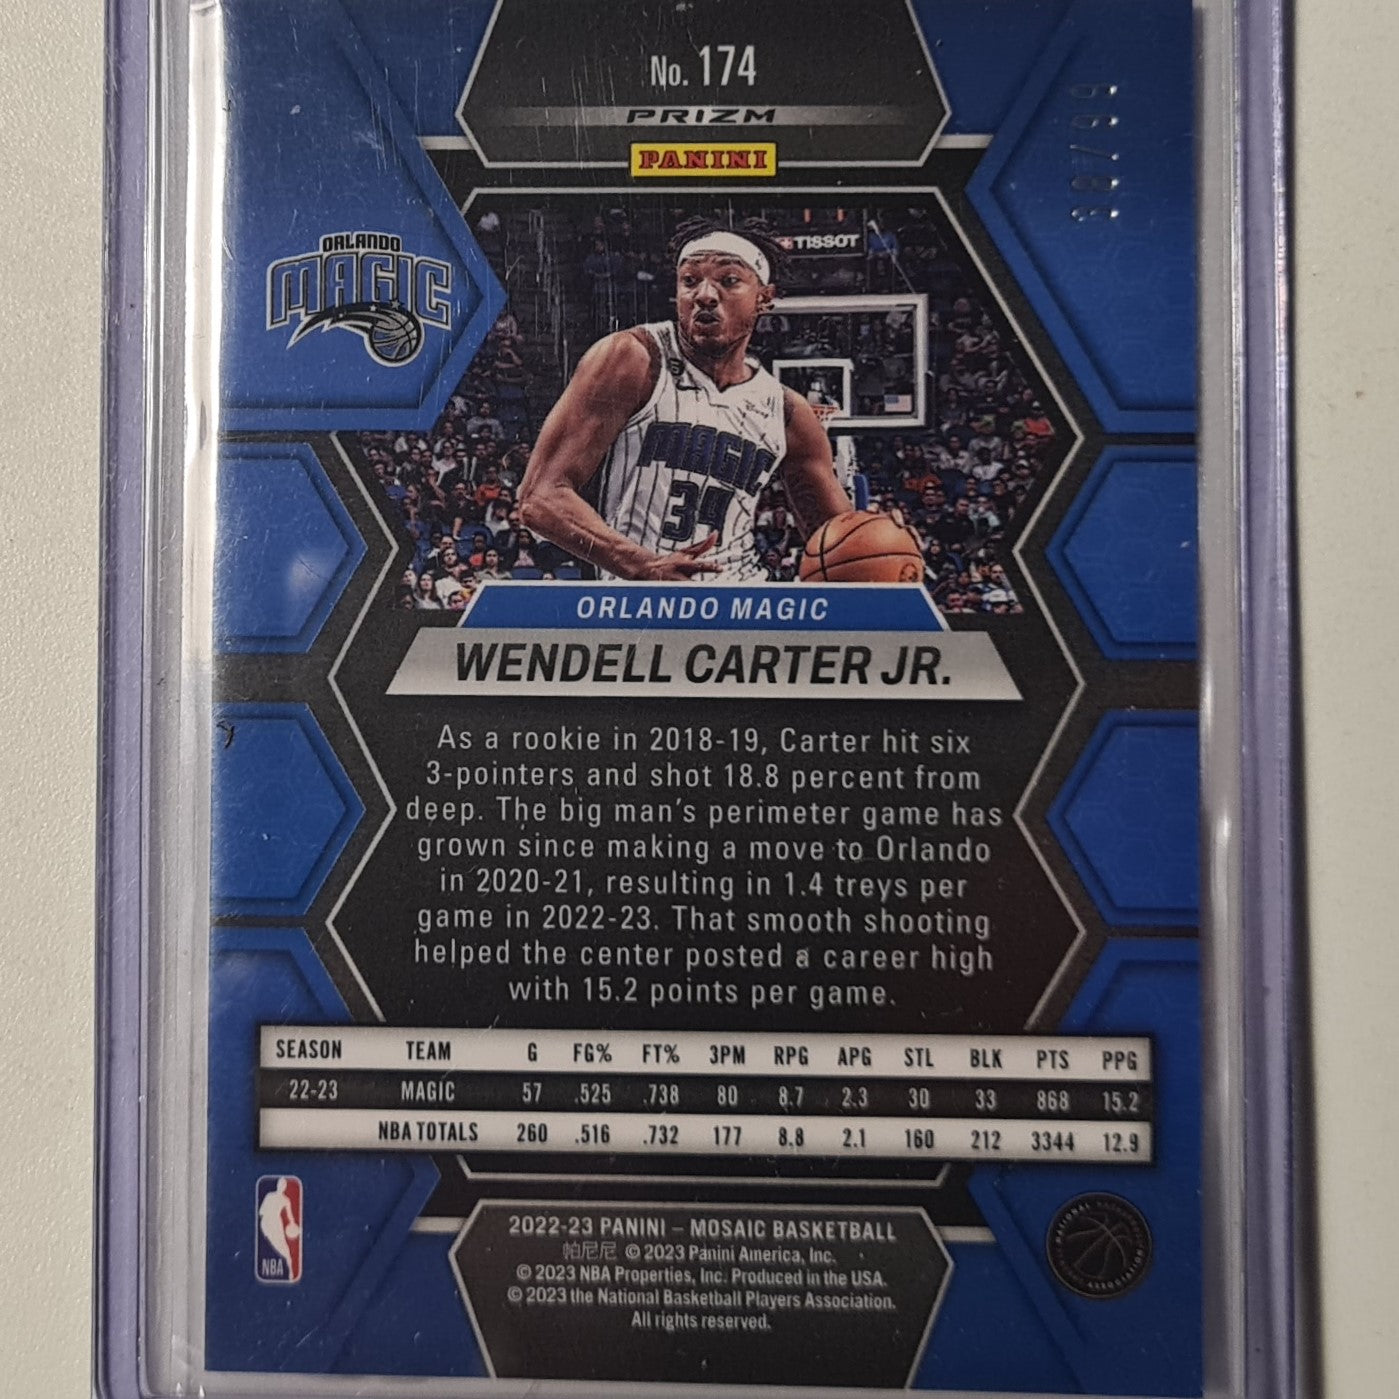 No. 174
PRIZM
PANINI
38/99
ORLANDO
MAGIC
TISSOT
MAGIC
34
ORLANDO MAGIC
WENDELL CARTER JR.
As a rookie in 2018-19, Carter hit six
3-pointers and shot 18.8 percent from
deep. The big man's perimeter game has
grown since making a move to Orlando
in 2020-21, resulting in 1.4 treys per
game in 2022-23. That smooth shooting
helped the center posted a career high
with 15.2 points per game.
SEASON TEAM G FG% FT% 3PM RPG APG STL BLK PTS PPG
22-23 MAGIC 57 .525 .738 80 8.7 2.3 30 33 868 15.2
NBA TOTALS 260 .516 .732 177 8.8 2.1 160 212 3344 12.9
NBA
2022-23 PANINI – MOSAIC BASKETBALL
帕尼尼 © 2023 Panini America, Inc.
© 2023 NBA Properties, Inc. Produced in the USA.
© 2023 the National Basketball Players Association.
All rights reserved.